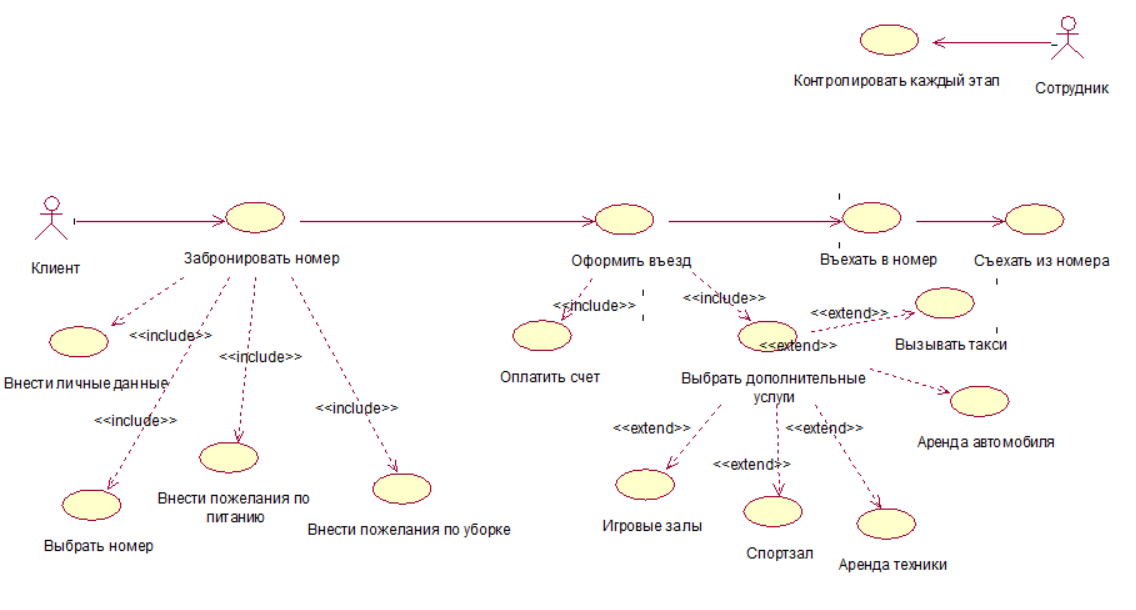 Контролировать каждый этап
Сотрудник
Клиент
Забронировать номер
Оформить въезд
Въехать в номер
Съехать из номера
<<include>>
<<include>>
<<include>>
<<include>>
<<include>>
<<include>>
<<extend>>
<<extend>>
Внести личные данные
Выбрать номер
Внести пожелания по
питанию
Внести пожелания по уборке
Оплатить счет
Выбрать дополнительные
услуги
Вызывать такси
Аренда автомобиля
<<extend>>
<<extend>>
<<extend>>
Игровые залы
Спортзал
Аренда техники